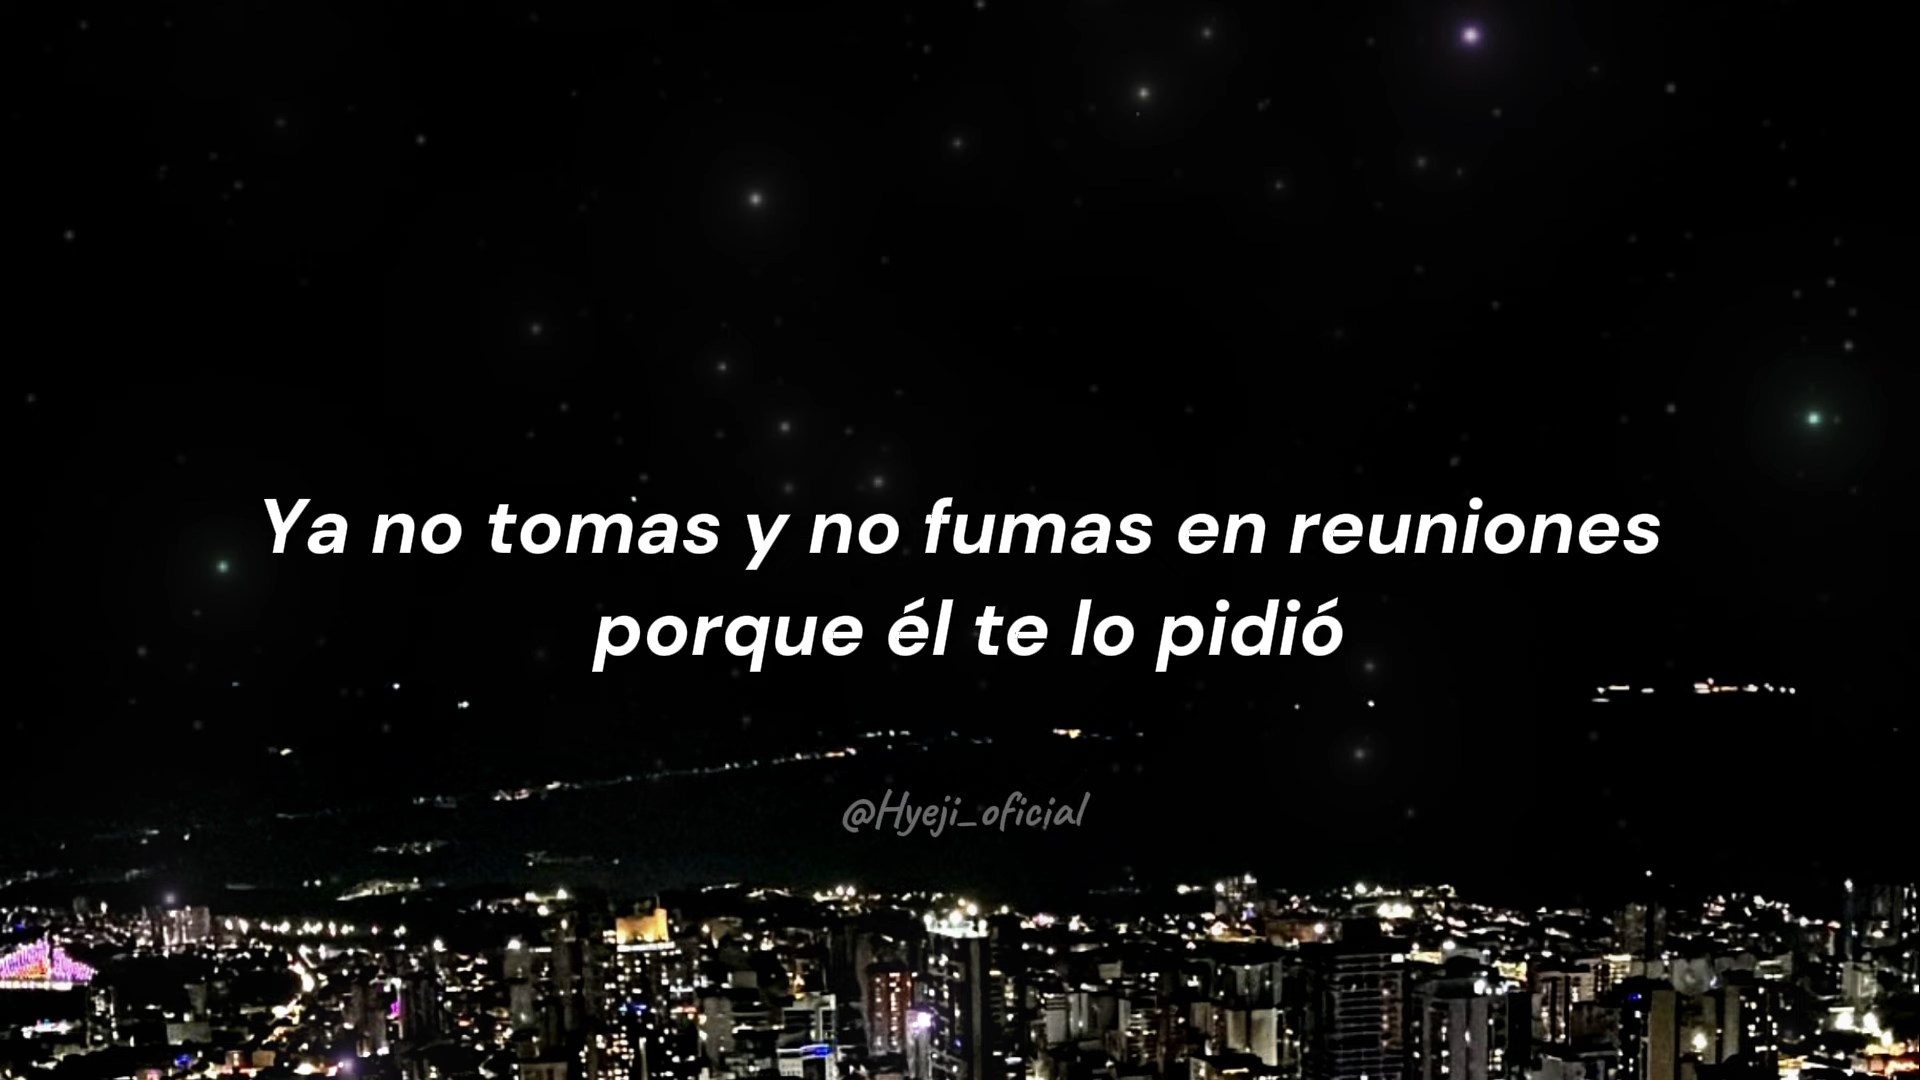 Ya no tomas y no fumas en reuniones
porque él te lo pidió
@Hyeji_oficial